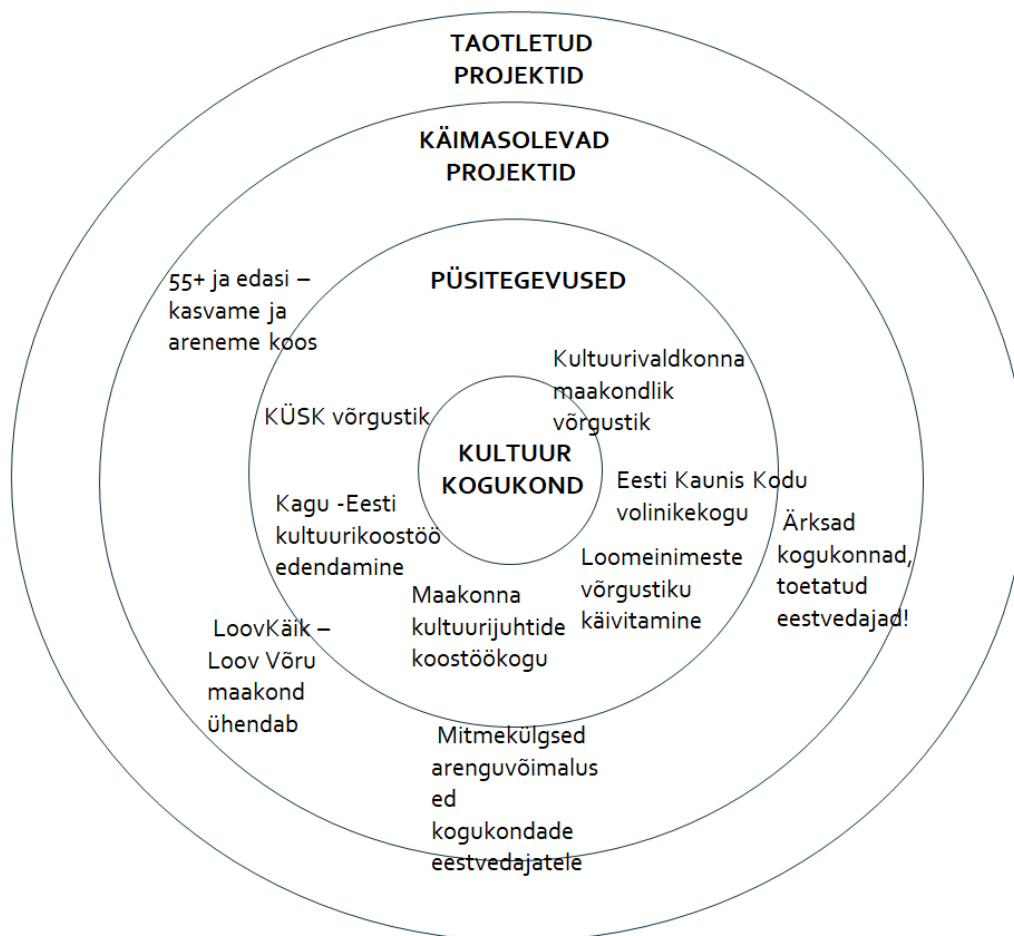 TAOTLETUD
PROJEKTID
KÄIMASOLEVAD
PROJEKTID
PÜSITEGEVUSED
55+ ja edasi –
kasvame ja
areneme koos
Kultuurivaldkonna
maakondlik
võrgustik
KÜSK võrgustik
KULTUUR
KOGUKOND
Eesti Kaunis Kodu
volinikekogu
Kagu -Eesti
kultuurikoostöö
edendamine
Ärksad
kogukonnad,
toetatud
eestvedajad!
Loomeinimeste
võrgustiku
käivitamine
Maakonna
kultuurijuhtide
koostöökogu
LoovKäik –
Loov Võru
maakond
ühendab
Mitmekülgsed
arenguvõimalus
ed
kogukondade
eestvedajatele